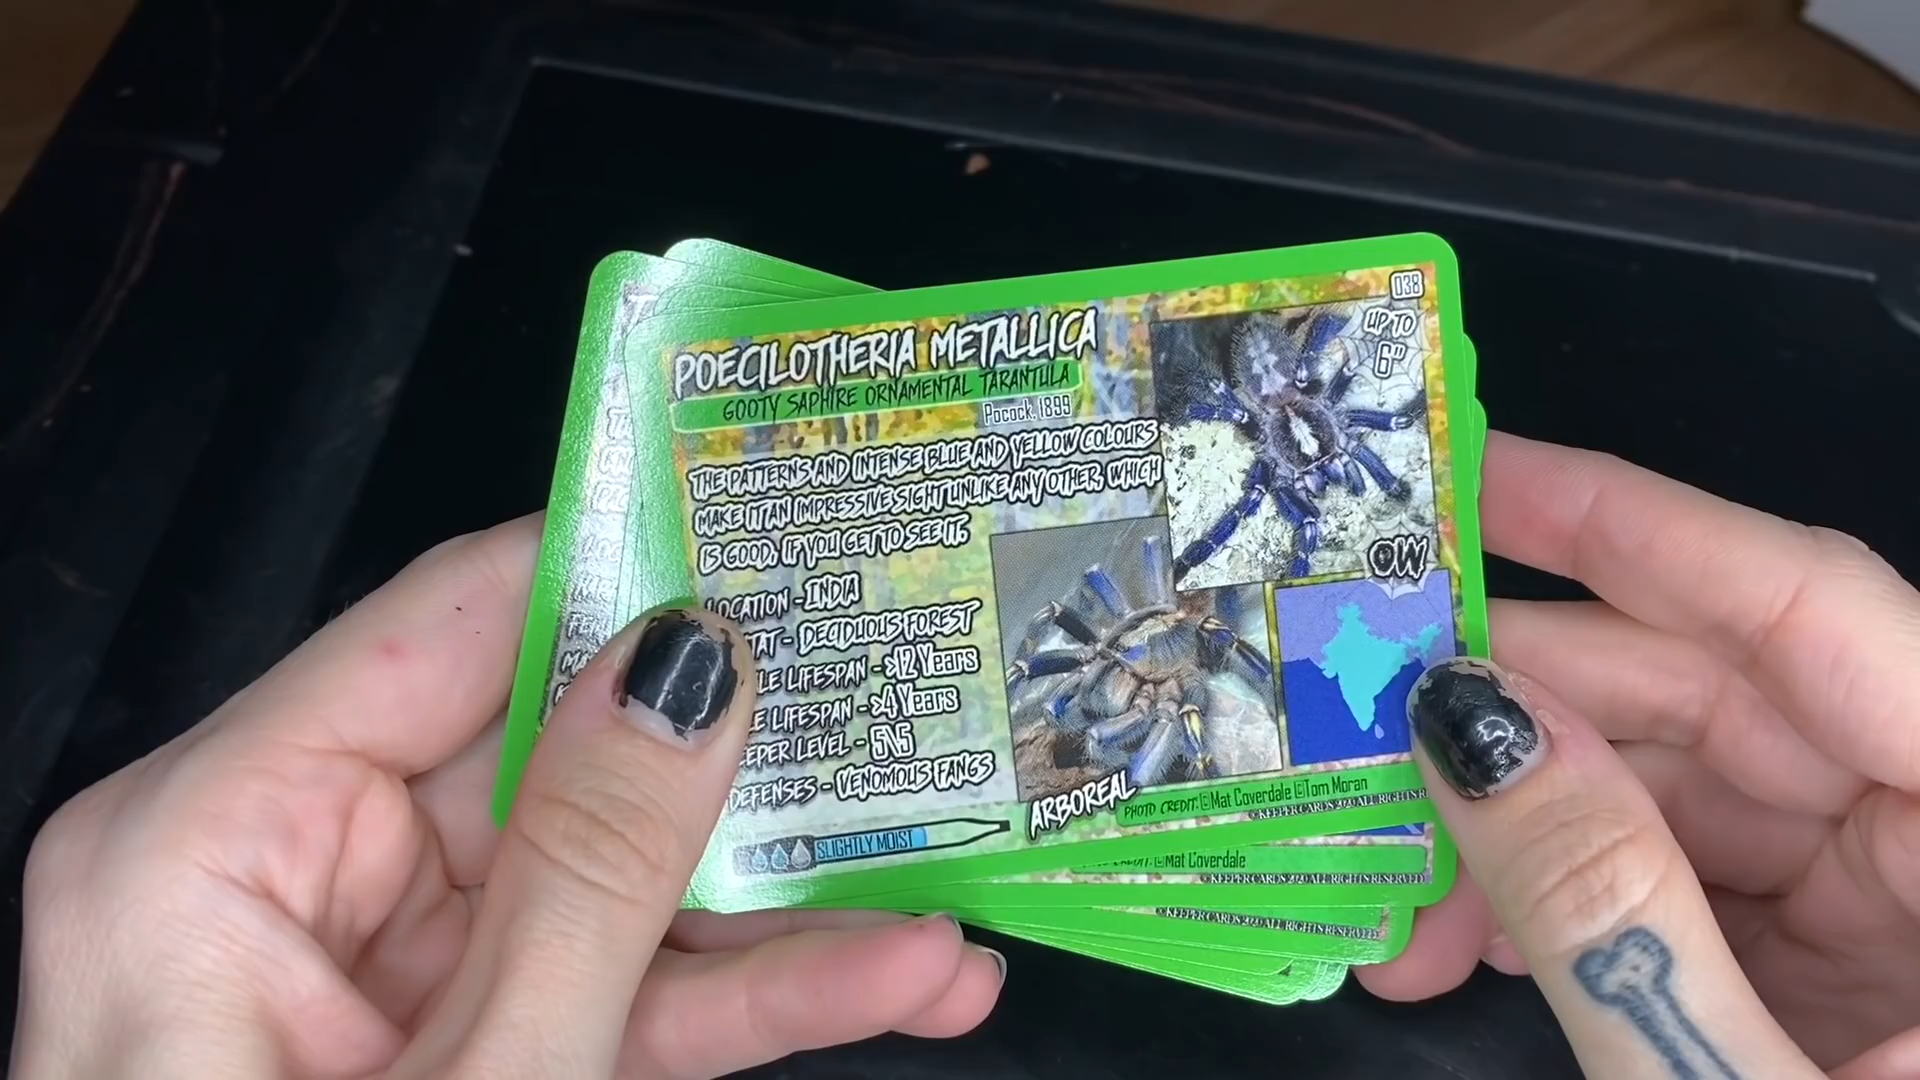 038
UP TO
6"
POECILOTHERIA METALLICA
GOOTY SAPHIRE ORNAMENTAL TARANTULA
Pocock, 1899
THE PATTERNS AND INTENSE BLUE AND YELLOW COLOURS
MAKE IT AN IMPRESSIVE SIGHT UNLIKE ANY OTHER, WHICH
IS GOOD, IF YOU GET TO SEE IT.
OW
LOCATION - INDIA
TAT - DECIDUOUS FOREST
LE LIFESPAN - >12 Years
LE LIFESPAN - >4 Years
EEPER LEVEL - 5\5
DEFENSES - VENOMOUS FANGS
SLIGHTLY MOIST
ARBOREAL
PHOTO CREDIT: ©Mat Coverdale ©Tom Moran
© KEEPER CARDS 2020 ALL RIGHTS R
©Mat Coverdale
© KEEPER CARDS 2020 ALL RIGHTS RESERVED
© KEEPER CARDS 2020 ALL RIGHTS RESERVED